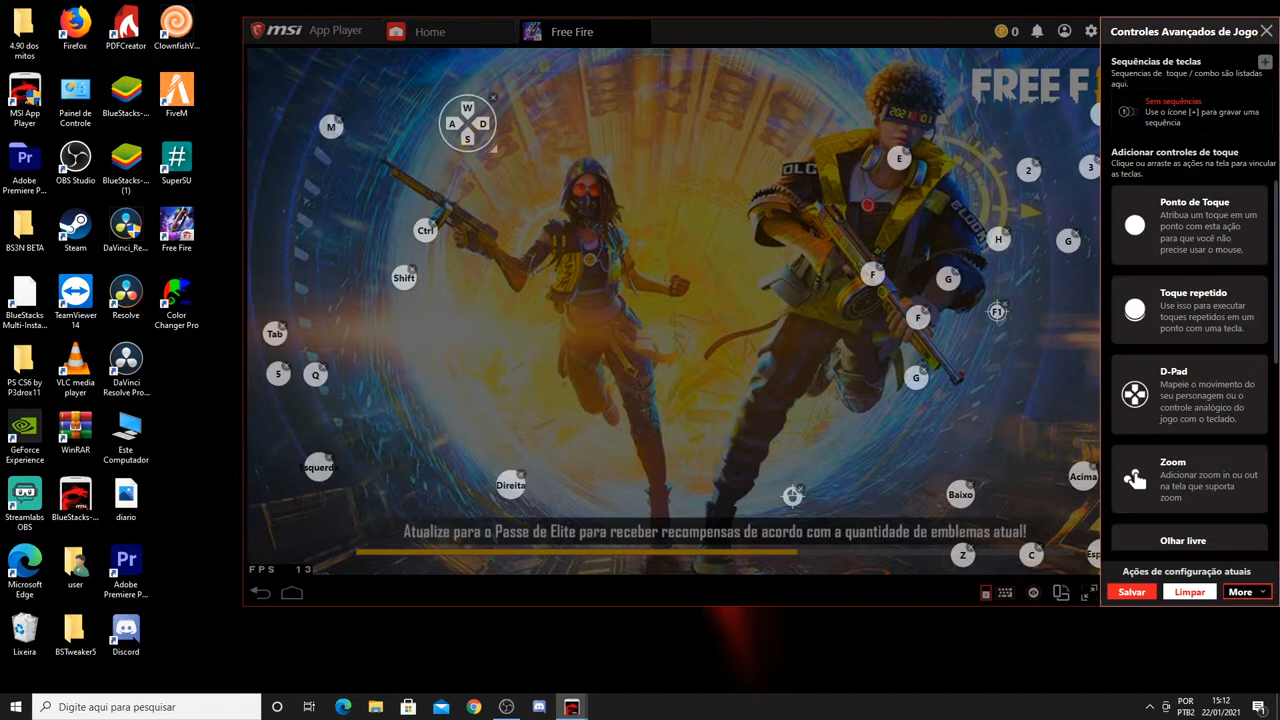 4.90 dos
mitos
Firefox
PDFCreator
ClownfishV...
MSI App
Player
Painel de
Controle
BlueStacks-...
FiveM
Adobe
Premiere P...
OBS Studio
BlueStacks-...
(1)
SuperSU
BS3N BETA
Steam
DaVinci_Re...
Free Fire
BlueStacks
Multi-Insta...
TeamViewer
14
Resolve
Color
Changer Pro
PS CS6 by
P3drox11
VLC media
player
DaVinci
Resolve Pro...
GeForce
Experience
WinRAR
Este
Computador
Streamlabs
OBS
BlueStacks-...
diario
Microsoft
Edge
user
Adobe
Premiere P...
Lixeira
BSTweaker5
Discord
msi App Player
Home
Free Fire
0
FREE F
2021 01
M
W
A D
S
E
2
3
Ctrl
H
G
Shift
F
G
F
F1
Tab
5
Q
G
Esquerda
Direita
Baixo
Acima
Atualize para o Passe de Elite para receber recompensas de acordo com a quantidade de emblemas atual!
Z
C
Esp
FPS 13
Controles Avançados de Jogo
Sequências de teclas
Sequencias de toque / combo são listadas
aqui.
Sem sequências
Use o ícone [+] para gravar uma
sequência
Adicionar controles de toque
Clique ou arraste as ações na tela para vincular
as teclas.
Ponto de Toque
Atribua um toque em um
ponto com esta ação
para que você não
precise usar o mouse.
Toque repetido
Use isso para executar
toques repetidos em um
ponto com uma tecla.
D-Pad
Mapeie o movimento do
seu personagem ou o
controle analógico do
jogo com o teclado.
Zoom
Adicionar zoom in ou out
na tela que suporta
zoom
Olhar livre
Ações de configuração atuais
Salvar
Limpar
More
Digite aqui para pesquisar
POR
PTB2
15:12
22/01/2021
1